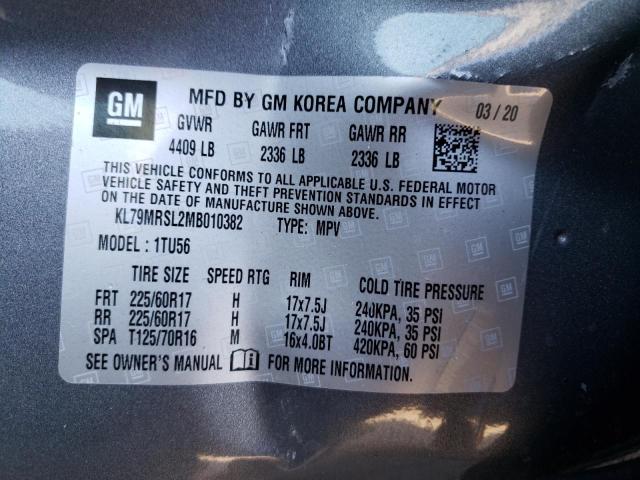 GM
MFD BY GM KOREA COMPANY 03 / 20
GVWR GAWR FRT GAWR RR
4409 LB 2336 LB 2336 LB
THIS VEHICLE CONFORMS TO ALL APPLICABLE U.S. FEDERAL MOTOR
VEHICLE SAFETY AND THEFT PREVENTION STANDARDS IN EFFECT
ON THE DATE OF MANUFACTURE SHOWN ABOVE.
KL79MRSL2MB010382 TYPE: MPV
MODEL : 1TU56
TIRE SIZE SPEED RTG RIM COLD TIRE PRESSURE
FRT 225/60R17 H 17x7.5J 240KPA, 35 PSI
RR 225/60R17 H 17x7.5J 240KPA, 35 PSI
SPA T125/70R16 M 16x4.0BT 420KPA, 60 PSI
SEE OWNER'S MANUAL FOR MORE INFORMATION.